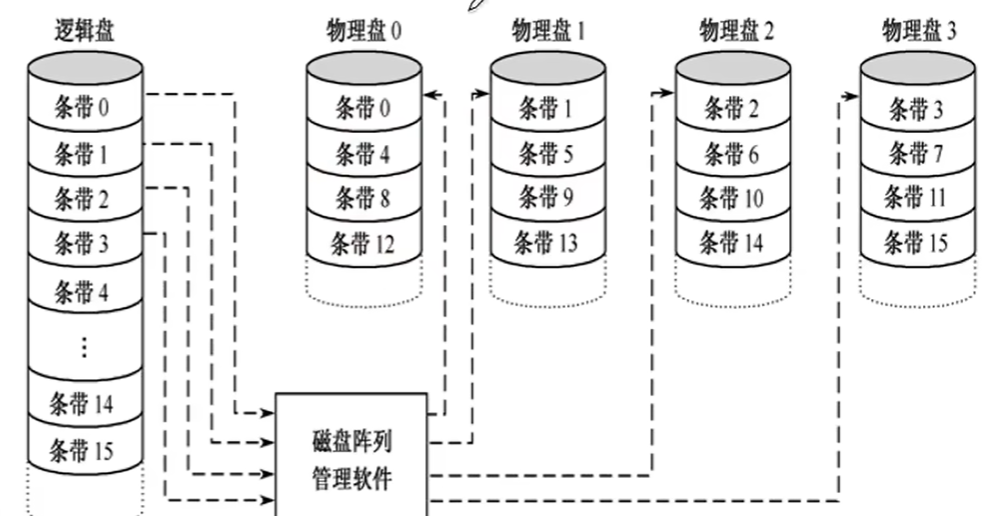 逻辑盘
条带 0
条带 1
条带 2
条带 3
条带 4
⋮
条带 14
条带 15
物理盘 0
条带 0
条带 4
条带 8
条带 12
物理盘 1
条带 1
条带 5
条带 9
条带 13
物理盘 2
条带 2
条带 6
条带 10
条带 14
物理盘 3
条带 3
条带 7
条带 11
条带 15
磁盘阵列
管理软件